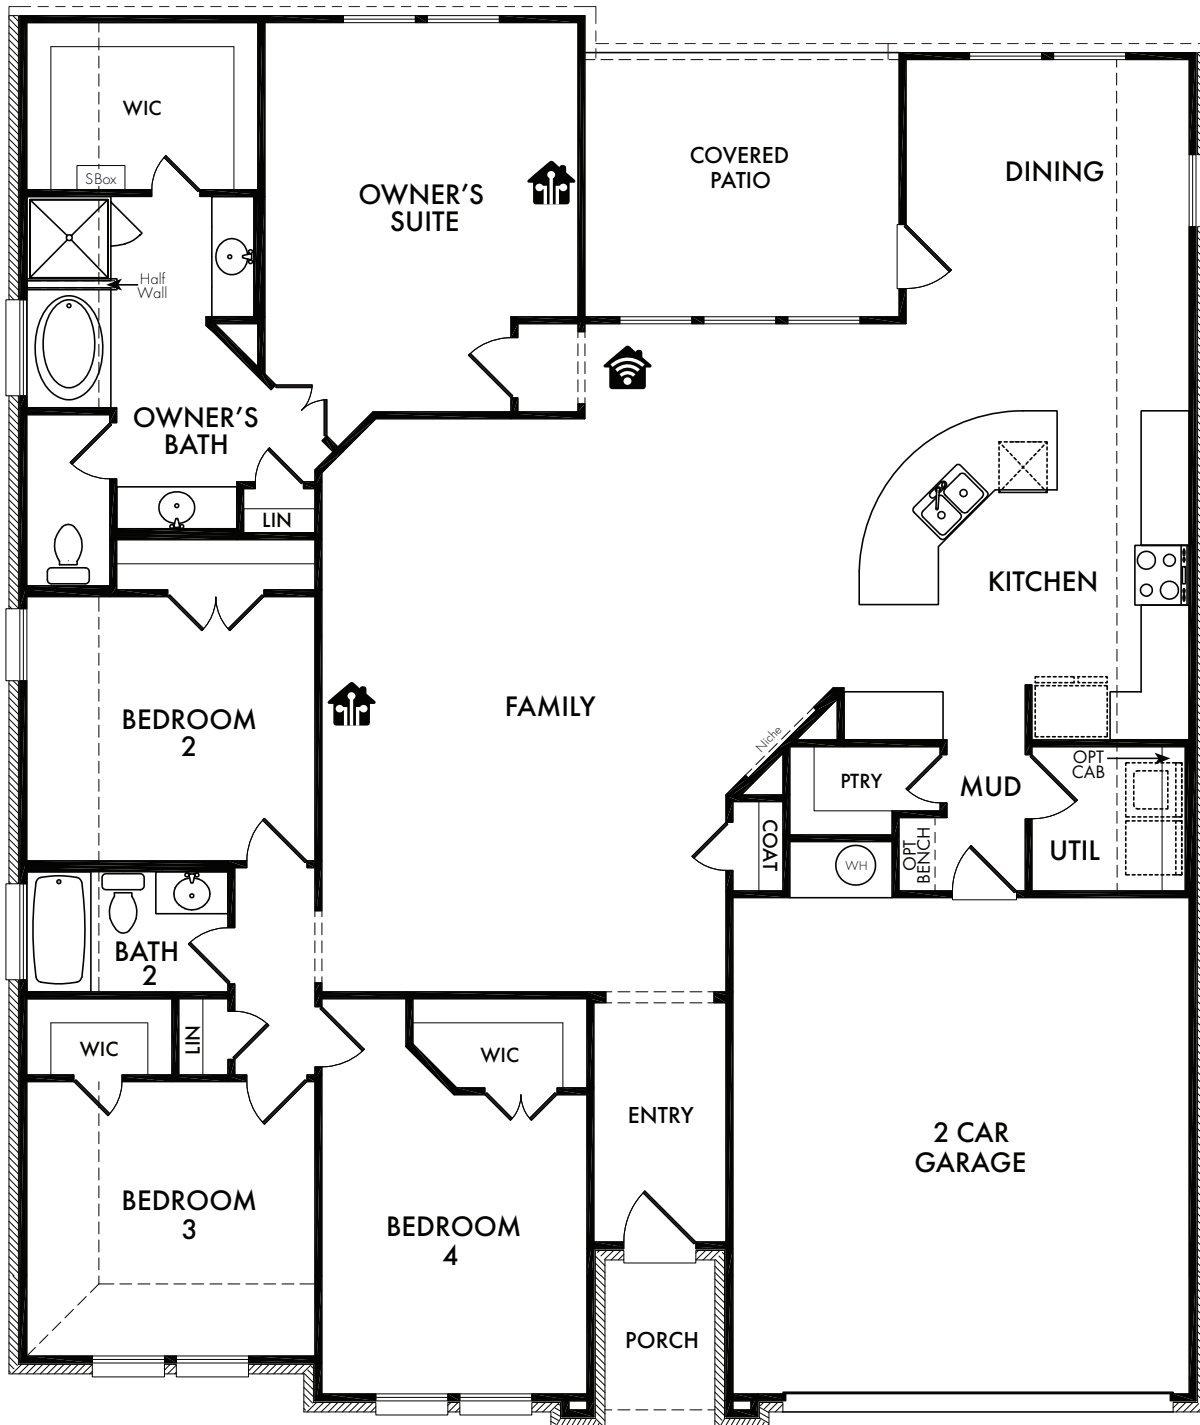 WIC
SBox
OWNER'S
SUITE
COVERED
PATIO
DINING
Half
Wall
OWNER'S
BATH
LIN
KITCHEN
BEDROOM
2
FAMILY
Niche
PTRY
MUD
OPT
CAB
COAT
WH
OPT
BENCH
UTIL
BATH
2
WIC
LIN
WIC
ENTRY
2 CAR
GARAGE
BEDROOM
3
BEDROOM
4
PORCH